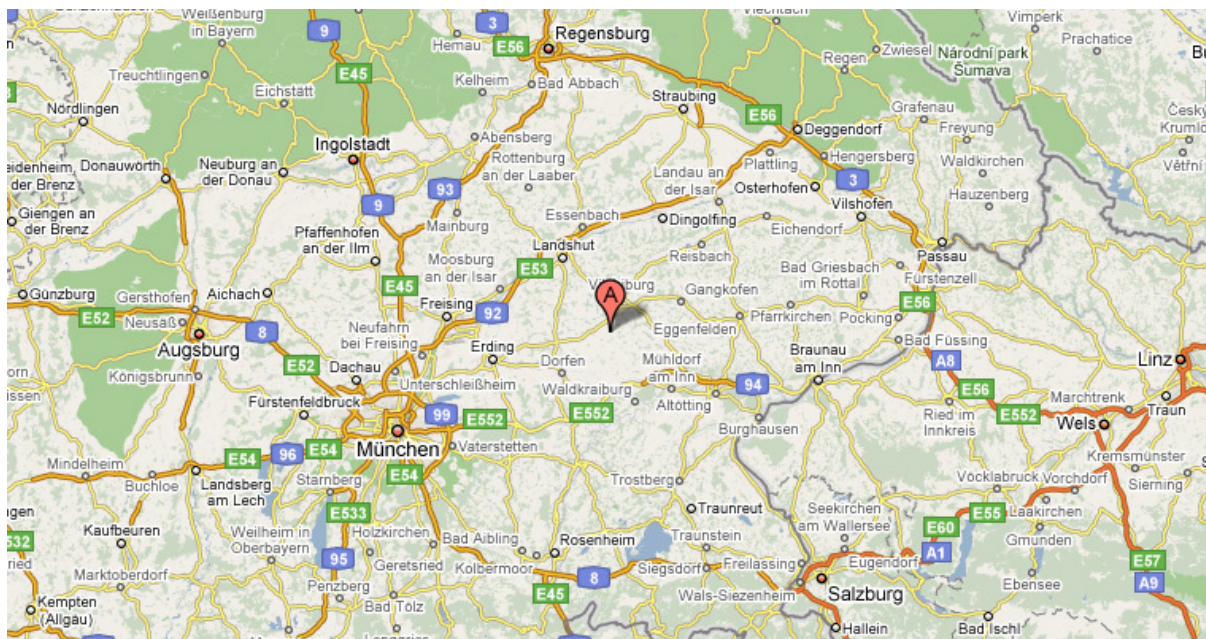 Weißenburg
in Bayern
9
Hemau
3
E56
Regensburg
Viechtach
Vimperk
Prachatice
Zwiesel
Národní park
Šumava
Treuchtlingen
E45
Kelheim
Bad Abbach
Regen
Nördlingen
Eichstätt
Straubing
E56
Grafenau
Český
Kruml
Abensberg
Deggendorf
Freyung
Ingolstadt
Rottenburg
an der Laaber
Plattling
Hengersberg
Waldkirchen
Větřní
Donauwörth
Neuburg an
der Donau
93
Landau an
der Isar
Osterhofen
3
Hauzenberg
eidenheim
der Brenz
Giengen an
der Brenz
9
Mainburg
Essenbach
Dingolfing
Vilshofen
Pfaffenhofen
an der Ilm
Landshut
Eichendorf
Passau
Moosburg
an der Isar
E53
Reisbach
Bad Griesbach
im Rottal
Fürstenzell
Günzburg
Gersthofen
Aichach
E45
Freising
92
A
Gangkofen
E56
E52
Neusäß
8
Neufahrn
bei Freising
Eggenfelden
Pfarrkirchen
Pocking
Augsburg
Erding
Bad Füssing
Königsbrunn
E52
Dachau
Dorfen
Mühldorf
am Inn
Braunau
am Inn
A8
Linz
Unterschleißheim
Waldkraiburg
94
E56
Fürstenfeldbruck
99
E552
E552
Altötting
Burghausen
Ried im
Innkreis
E552
Marchtrenk
Traun
Wels
München
Vaterstetten
96
E54
E54
E54
Kremsmünster
Sierning
Mindelheim
Buchloe
Landsberg
am Lech
Starnberg
Trostberg
Vöcklabruck
Vorchdorf
E533
Traunreut
Seekirchen
am Wallersee
E55
Laakirchen
Kaufbeuren
Weilheim in
Oberbayern
Holzkirchen
Bad Aibling
Rosenheim
Traunstein
E60
Gmunden
532
95
Geretsried
Kolbermoor
8
Siegsdorf
Freilassing
Eugendorf
A1
E57
Marktoberdorf
Penzberg
E45
Wals-Siezenheim
Salzburg
Ebensee
A9
Kempten
(Allgäu)
Bad Tölz
Hallein
Bad Ischl